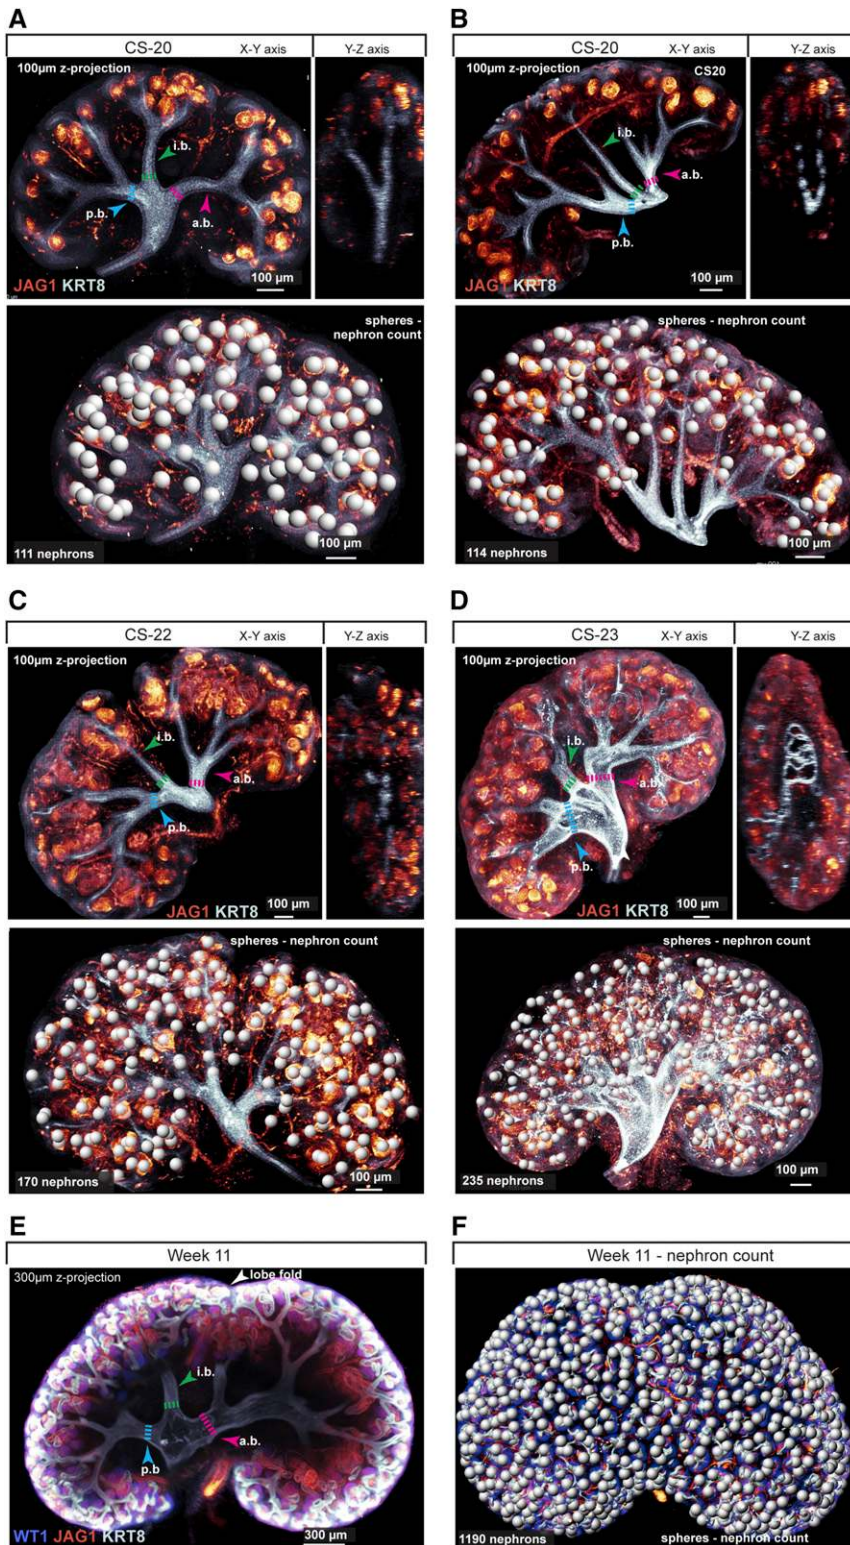 A
CS-20 X-Y axis Y-Z axis
100µm z-projection
i.b.
p.b.
a.b.
JAG1 KRT8
100 µm
spheres -
nephron count
111 nephrons
100 µm
B
CS-20 X-Y axis Y-Z axis
100µm z-projection
CS20
i.b.
a.b.
p.b.
JAG1 KRT8
100 µm
spheres - nephron count
114 nephrons
100 µm
C
CS-22 X-Y axis Y-Z axis
100µm z-projection
i.b.
a.b.
p.b.
100 µm
JAG1 KRT8
spheres - nephron count
170 nephrons
100 µm
D
CS-23 X-Y axis Y-Z axis
100µm z-projection
i.b.
a.b.
p.b.
100 µm
JAG1 KRT8
spheres - nephron count
235 nephrons
100 µm
E
Week 11
300µm z-projection
lobe fold
i.b.
a.b.
p.b
WT1 JAG1 KRT8
300 µm
F
Week 11 - nephron count
1190 nephrons
spheres - nephron count